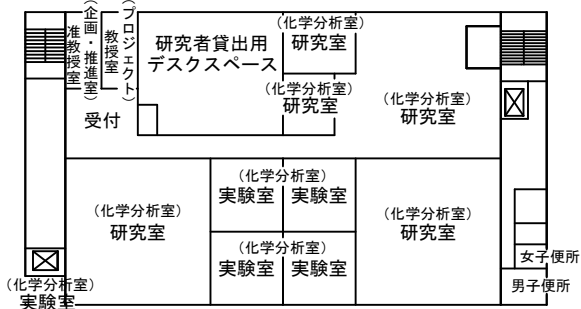 (企画・推進室)
准教授室
(プロジェクト)
教授室
研究者貸出用
デスクスペース
(化学分析室)
研究室
(化学分析室)
研究室
(化学分析室)
研究室
受付
(化学分析室)
研究室
(化学分析室)
実験室
実験室
(化学分析室)
実験室
実験室
(化学分析室)
研究室
(化学分析室)
実験室
女子便所
男子便所